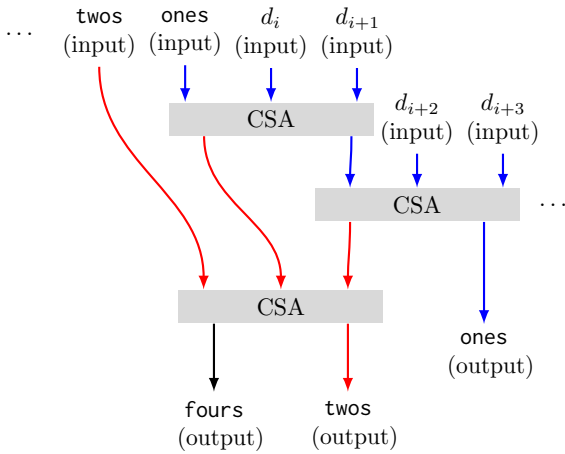 ⋯
twos
(input)
ones
(input)
d_i
(input)
d_{i+1}
(input)
CSA
d_{i+2}
(input)
d_{i+3}
(input)
CSA
⋯
CSA
ones
(output)
fours
(output)
twos
(output)